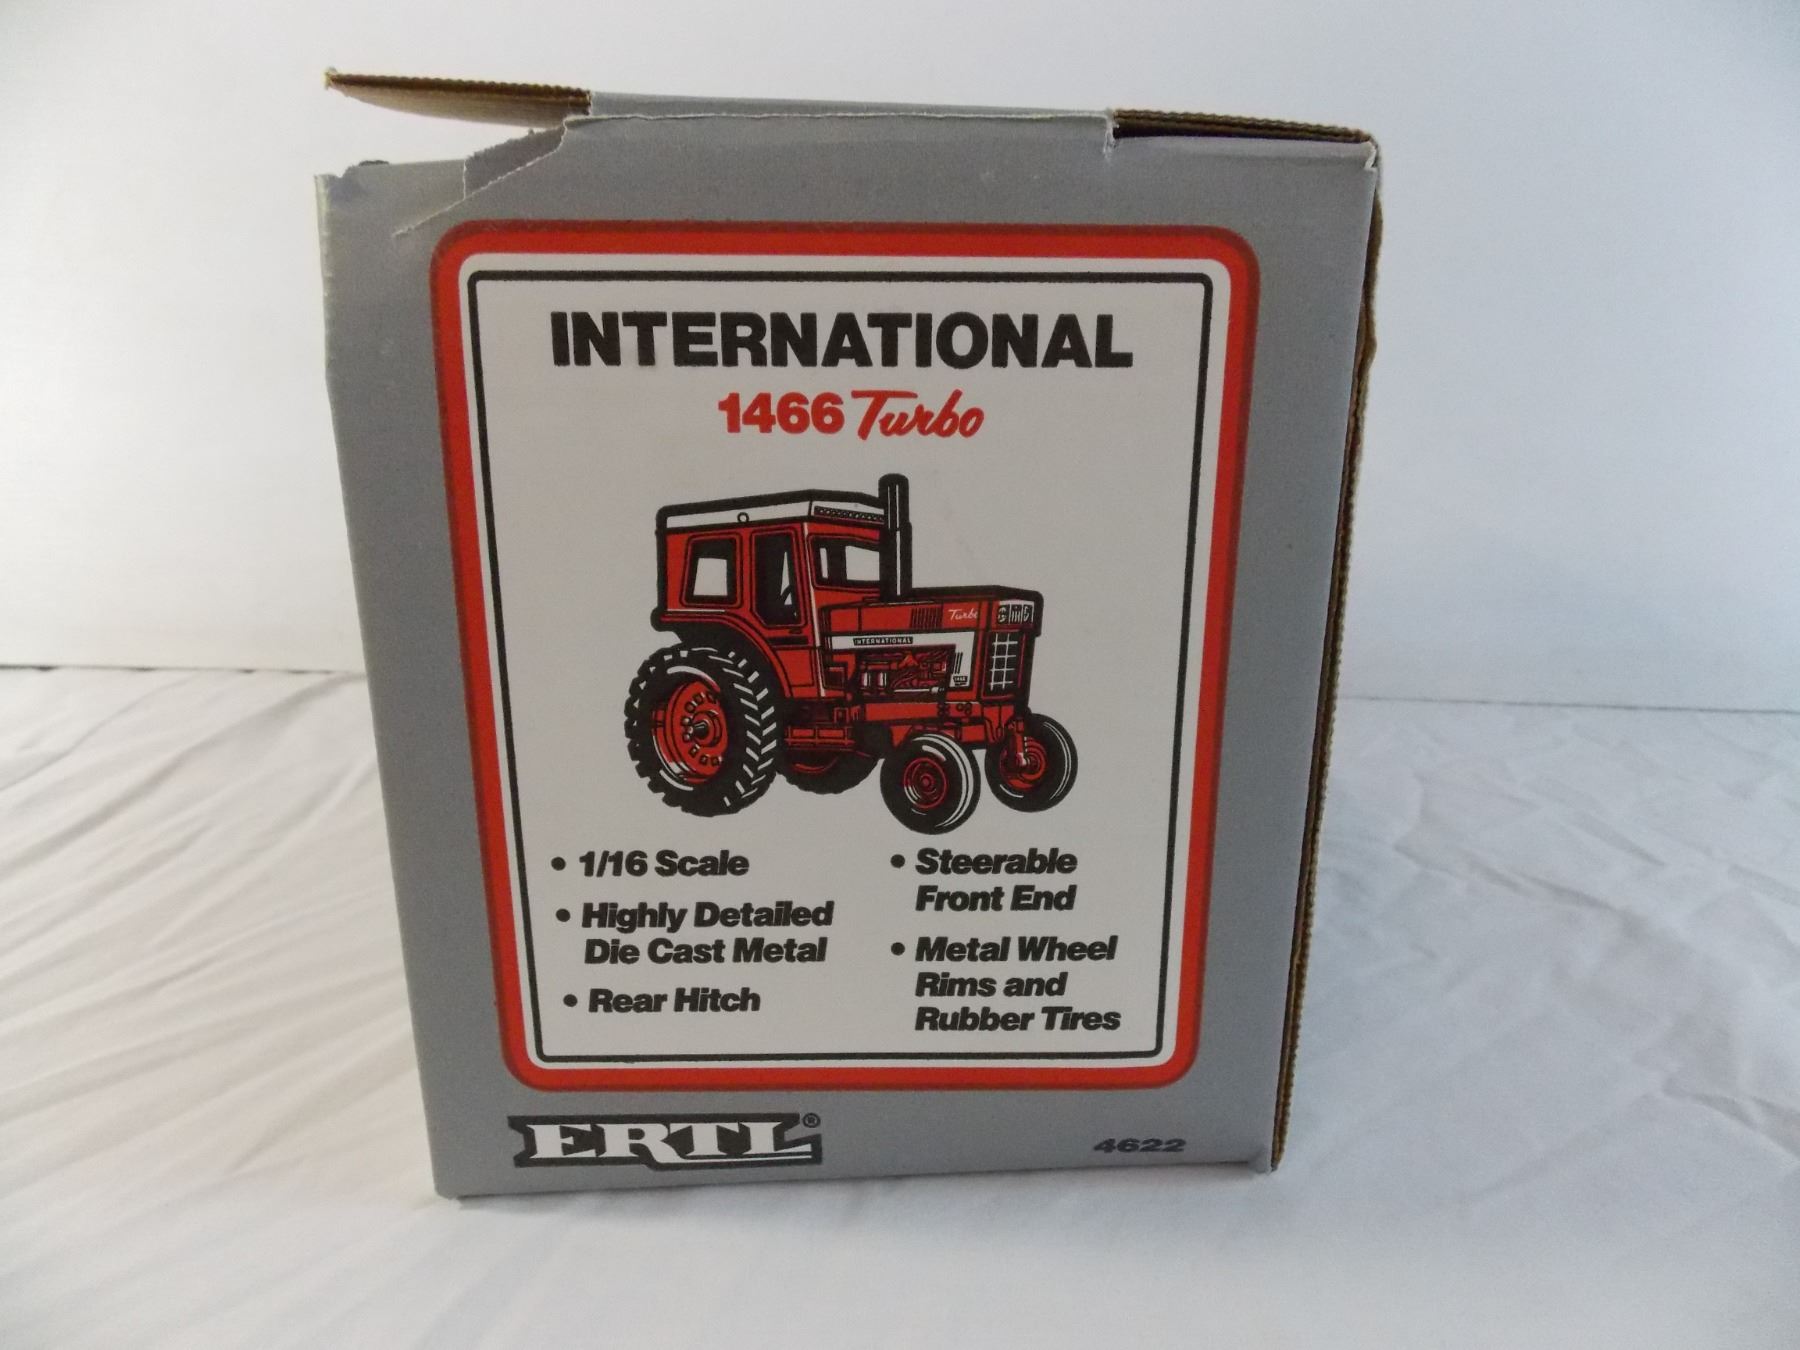 INTERNATIONAL
1466 Turbo
Turbo
INTERNATIONAL
• 1/16 Scale
• Highly Detailed
Die Cast Metal
• Rear Hitch
• Steerable
Front End
• Metal Wheel
Rims and
Rubber Tires
ERTL®
4622